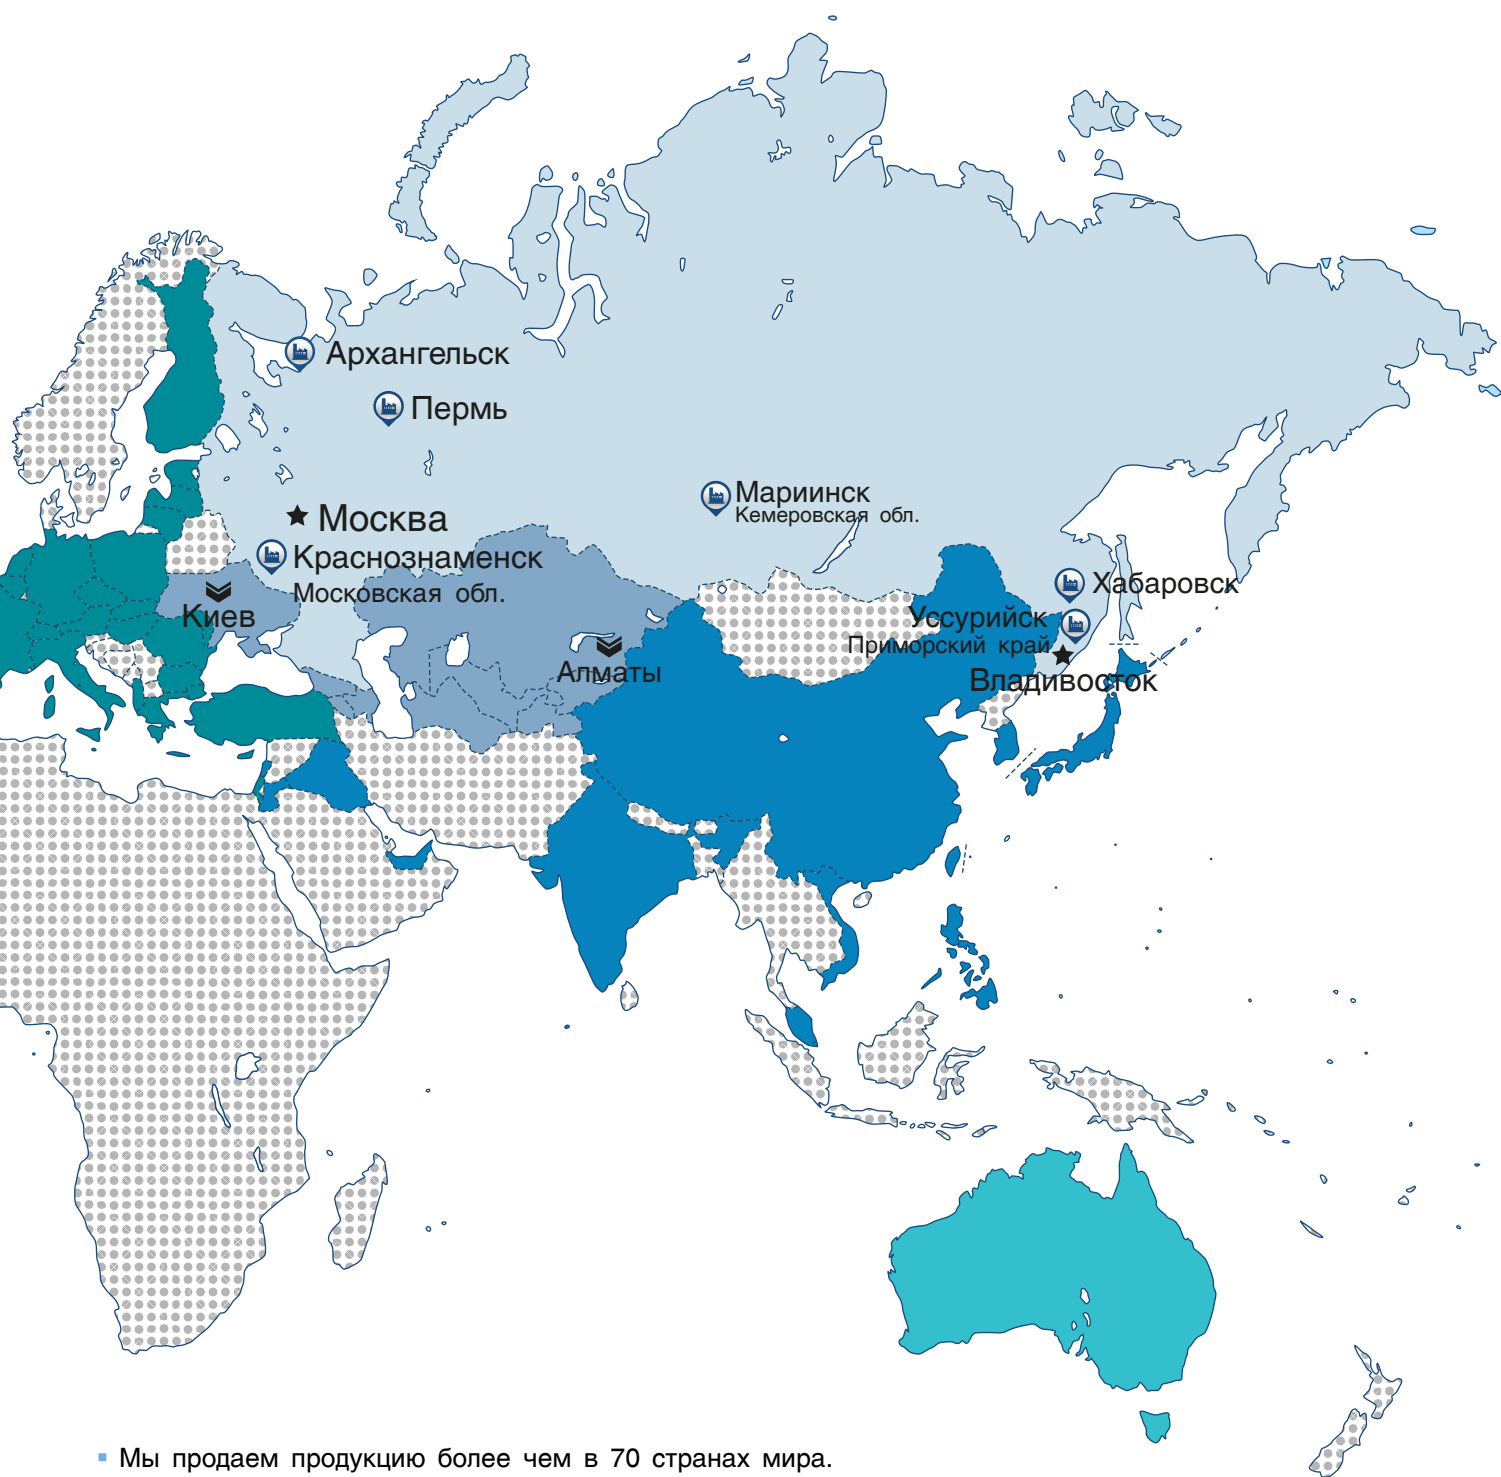 Архангельск
Пермь
Мариинск
Кемеровская обл.
Москва
Краснознаменск
Московская обл.
Хабаровск
Киев
Уссурийск
Приморский край
Алматы
Владивосток
Мы продаем продукцию более чем в 70 странах мира.